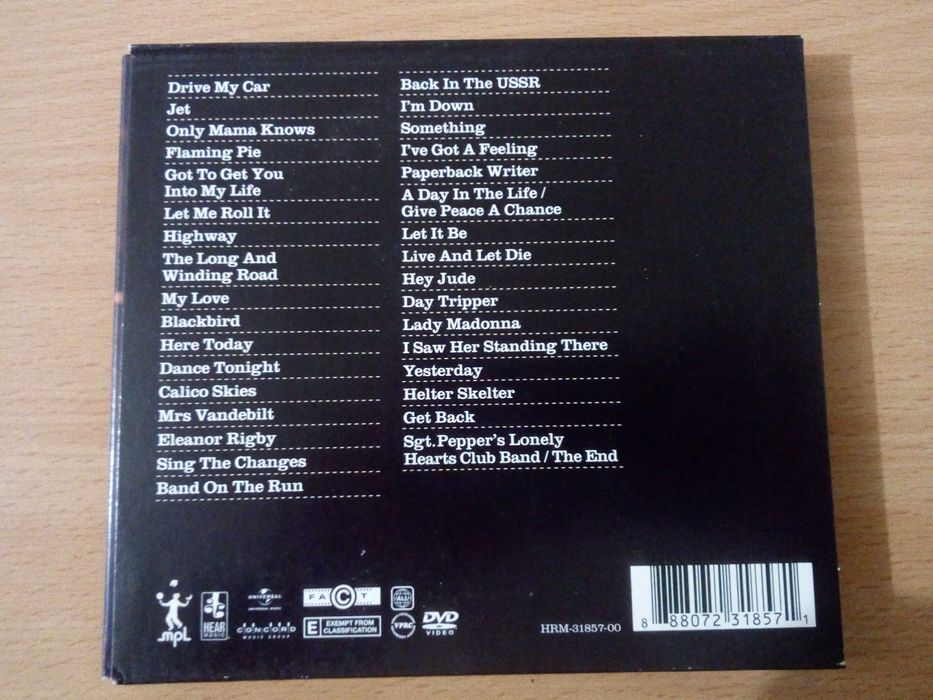 Drive My Car
Jet
Only Mama Knows
Flaming Pie
Got To Get You
Into My Life
Let Me Roll It
Highway
The Long And
Winding Road
My Love
Blackbird
Here Today
Dance Tonight
Calico Skies
Mrs Vandebilt
Eleanor Rigby
Sing The Changes
Band On The Run
Back In The USSR
I'm Down
Something
I've Got A Feeling
Paperback Writer
A Day In The Life /
Give Peace A Chance
Let It Be
Live And Let Die
Hey Jude
Day Tripper
Lady Madonna
I Saw Her Standing There
Yesterday
Helter Skelter
Get Back
Sgt. Pepper's Lonely
Hearts Club Band / The End
mpL
HEAR
MUSIC
UNIVERSAL
UNIVERSAL MUSIC
CONCORD
MUSIC GROUP
FACT
E EXEMPT FROM
CLASSIFICATION
ALL
VPRC
DVD
VIDEO
HRM-31857-00
8 88072 31857 1